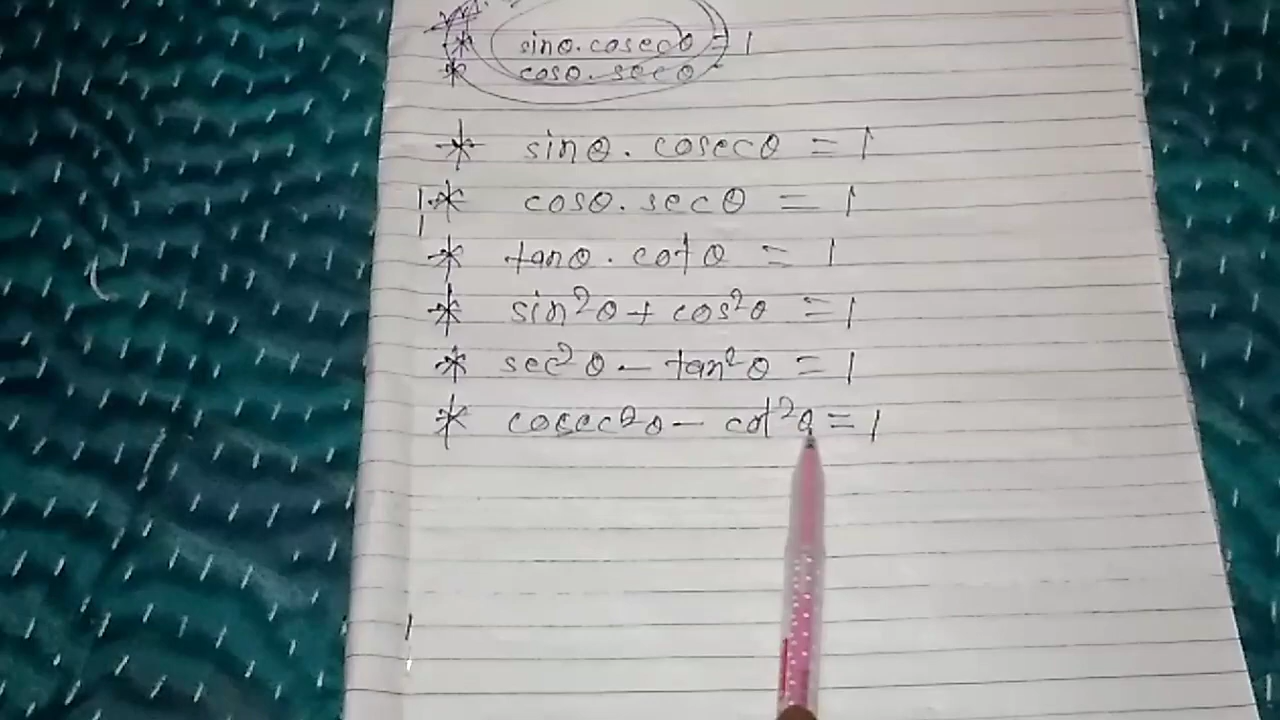 * sinθ.cosecθ = 1
* cosθ.secθ =
* sinθ. cosecθ = 1
* cosθ. secθ = 1
* tanθ . cotθ = 1
* sin²θ + cos²θ = 1
* sec²θ - tan²θ = 1
* cosec²θ - cot²θ = 1